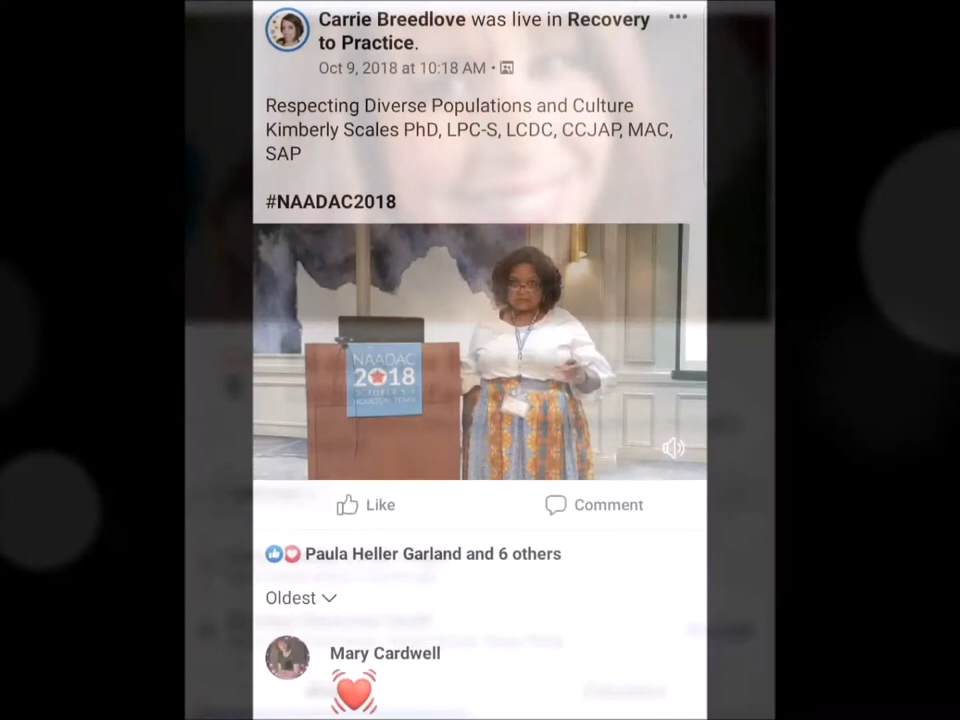 Carrie Breedlove was live in Recovery
to Practice.
Oct 9, 2018 at 10:18 AM •
Respecting Diverse Populations and Culture
Kimberly Scales PhD, LPC-S, LCDC, CCJAP, MAC,
SAP
#NAADAC2018
NAADAC
2018
HOUSTON, TEXAS
Like Comment
Paula Heller Garland and 6 others
Oldest
Mary Cardwell